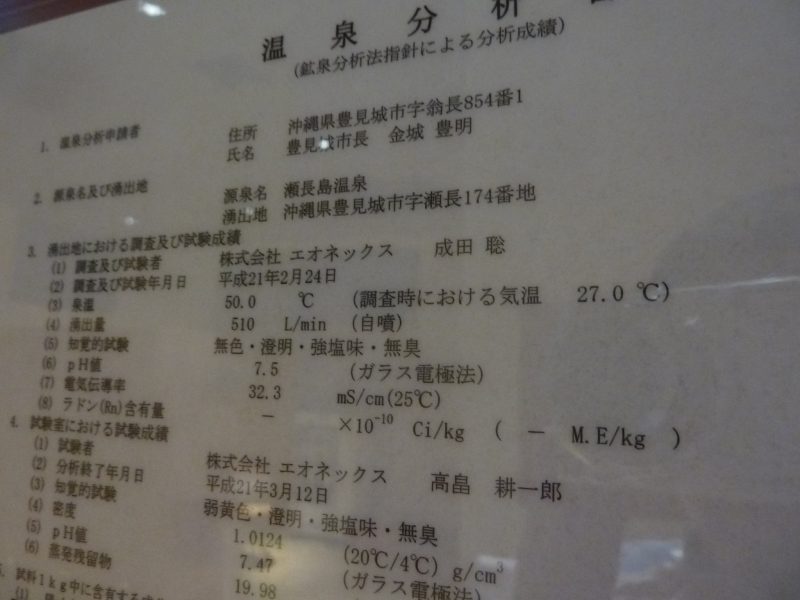 温泉分析
(鉱泉分析法指針による分析成績)
1. 温泉分析申請者 住所 沖縄県豊見城市字翁長854番1
氏名 豊見城市長 金城 豊明
2. 源泉名及び湧出地 源泉名 瀬長島温泉
湧出地 沖縄県豊見城市字瀬長174番地
3. 湧出地における調査及び試験成績
(1) 調査及び試験者 株式会社 エオネックス 成田 聡
(2) 調査及び試験年月日 平成21年2月24日
(3) 泉温 50.0 ℃ (調査時における気温 27.0 ℃)
(4) 湧出量 510 L/min (自噴)
(5) 知覚的試験 無色・澄明・強塩味・無臭
(6) pH値 7.5 (ガラス電極法)
(7) 電気伝導率 32.3 mS/cm(25℃)
(8) ラドン(Rn)含有量 － ×10⁻¹⁰ Ci/kg ( － M.E/kg )
4. 試験室における試験成績
(1) 試験者 株式会社 エオネックス 高畠 耕一郎
(2) 分析終了年月日 平成21年3月12日
(3) 知覚的試験 弱黄色・澄明・強塩味・無臭
(4) 密度 1.0124 (20℃/4℃) g/cm³
(5) pH値 7.47 (ガラス電極法)
(6) 蒸発残留物 19.98
5. 試料1kg中に含有する